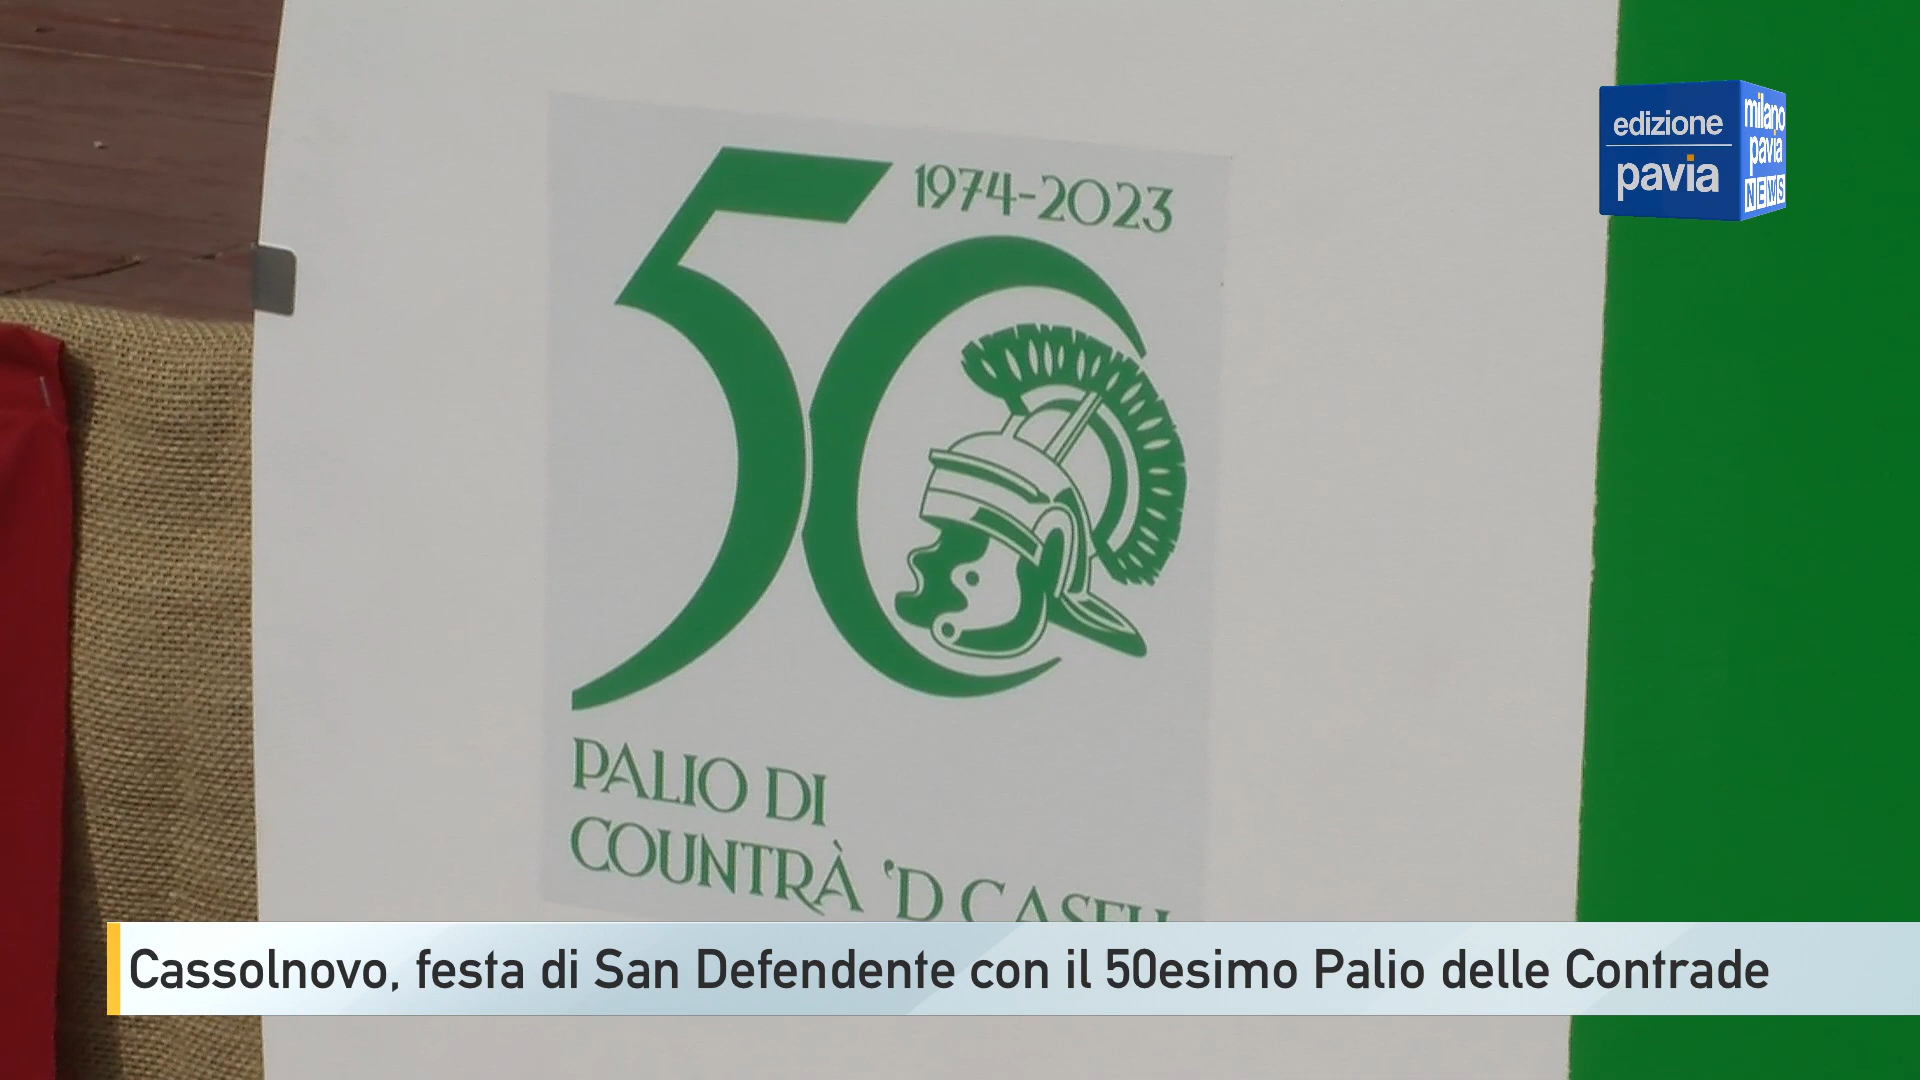 1974-2023
50
PALIO DI
COUNTRÀ 'D
edizione
pavia
milano
pavia
NEWS
Cassolnovo, festa di San Defendente con il 50esimo Palio delle Contrade